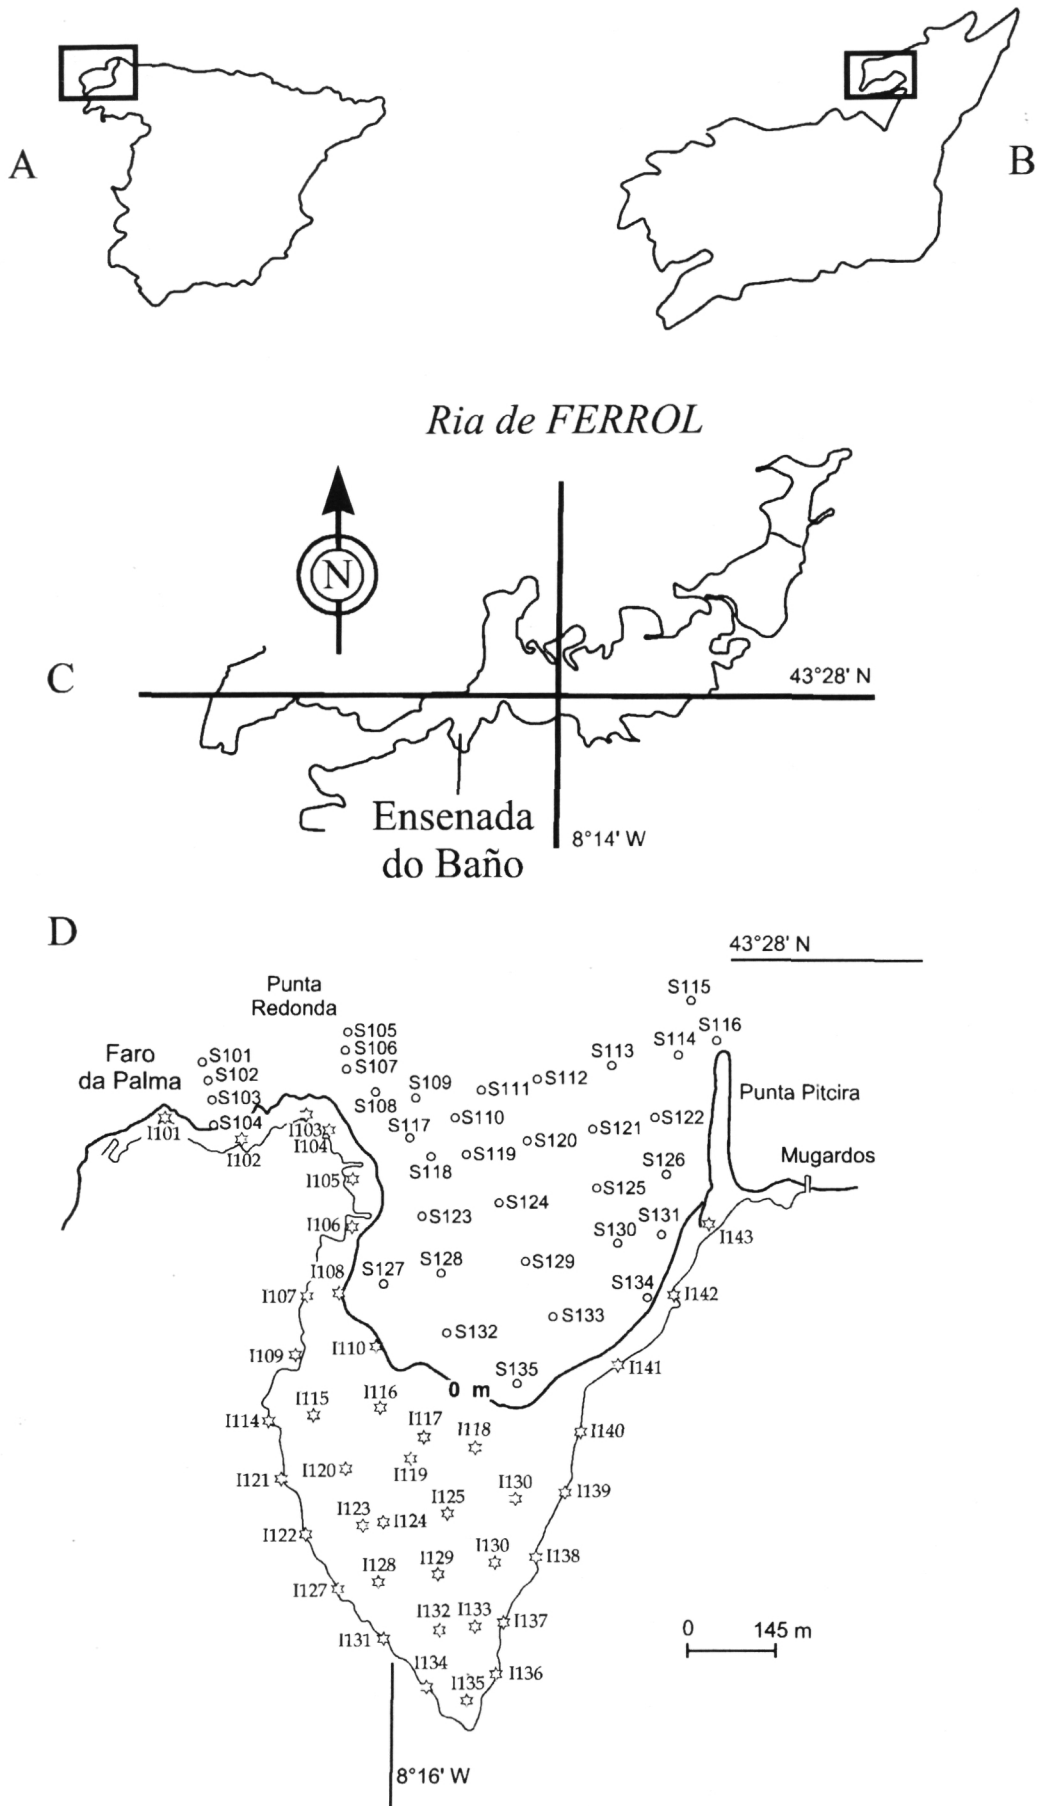 A
B
Ria de FERROL
N
C
43°28' N
Ensenada
do Baño
8°14' W
D
43°28' N
Punta
Redonda
S115
S105
S116
S106
S114
Faro
da Palma
S101
S113
S107
S102
S112
S109
S111
Punta Pitcira
S103
S108
S110
S122
S104
S117
S121
I101
I103
I102
I104
S120
S119
Mugardos
S118
S126
I105
S125
S124
S123
S131
I106
S130
I143
S128
S129
I108
S127
S134
I107
I142
S133
S132
I110
I109
S135
I141
0 m
I116
I115
I114
I117
I118
I140
I120
I119
I121
I130
I139
I125
I123
I124
I122
I130
I129
I138
I128
I127
I132
I133
I137
0 145 m
I131
I134
I136
I135
8°16' W